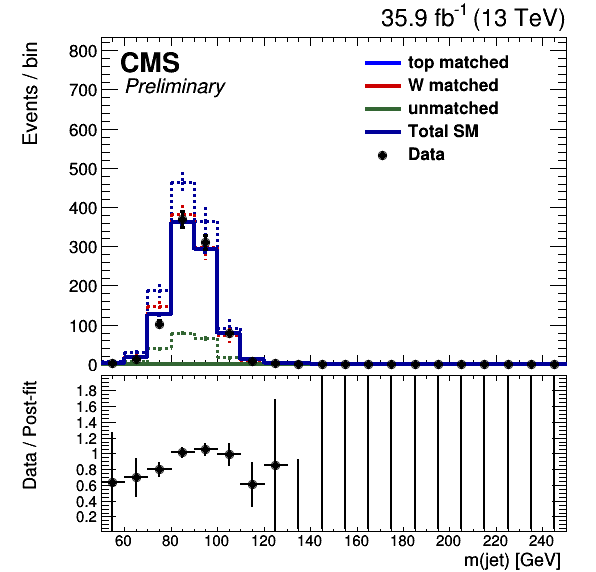 35.9 fb⁻¹ (13 TeV)
CMS
Preliminary
top matched
W matched
unmatched
Total SM
Data
Events / bin
800
700
600
500
400
300
200
100
0
Data / Post-fit
1.8
1.6
1.4
1.2
1
0.8
0.6
0.4
0.2
60 80 100 120 140 160 180 200 220 240
m(jet) [GeV]